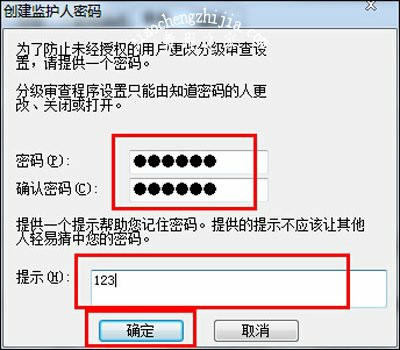 创建监护人密码
为了防止未经授权的用户更改分级审查设
置,请提供一个密码。
分级审查程序设置只能由知道密码的人更
改、关闭或打开。
密码(P):
●●●●●●
确认密码(C):
●●●●●●
提供一个提示帮助您记住密码。提供的提示不应该让其他
人轻易猜中您的密码。
提示(H):
123
确定
取消